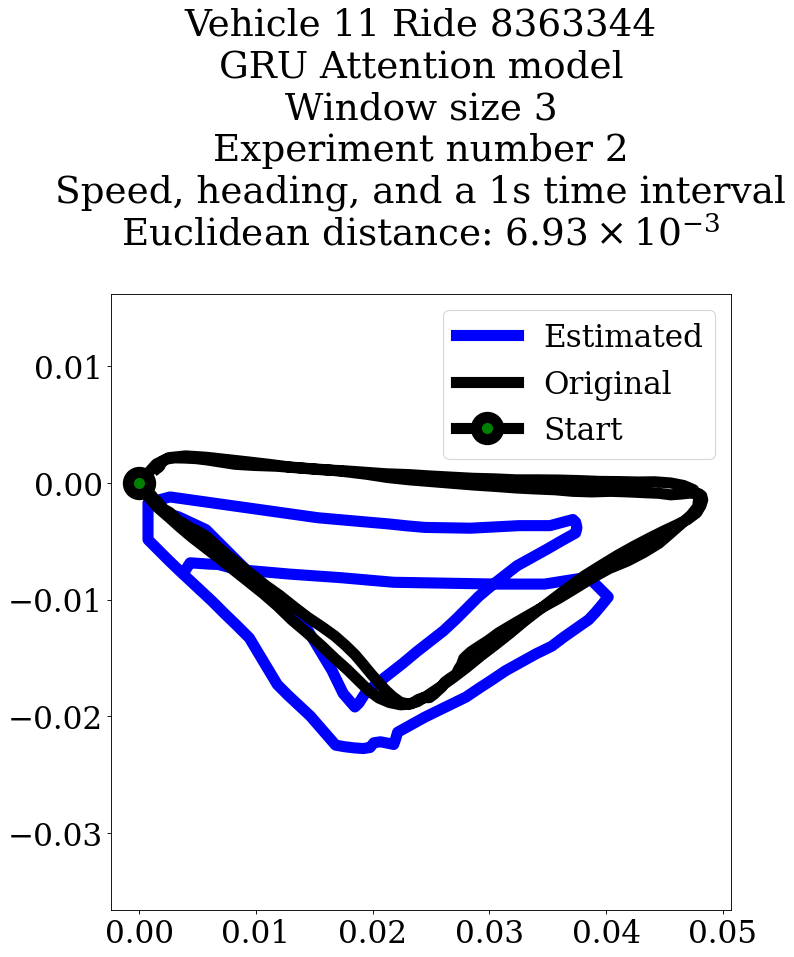 Vehicle 11 Ride 8363344
GRU Attention model
Window size 3
Experiment number 2
Speed, heading, and a 1s time interval
Euclidean distance: 6.93 × 10⁻³
Estimated
Original
Start
0.01
0.00
−0.01
−0.02
−0.03
0.00 0.01 0.02 0.03 0.04 0.05